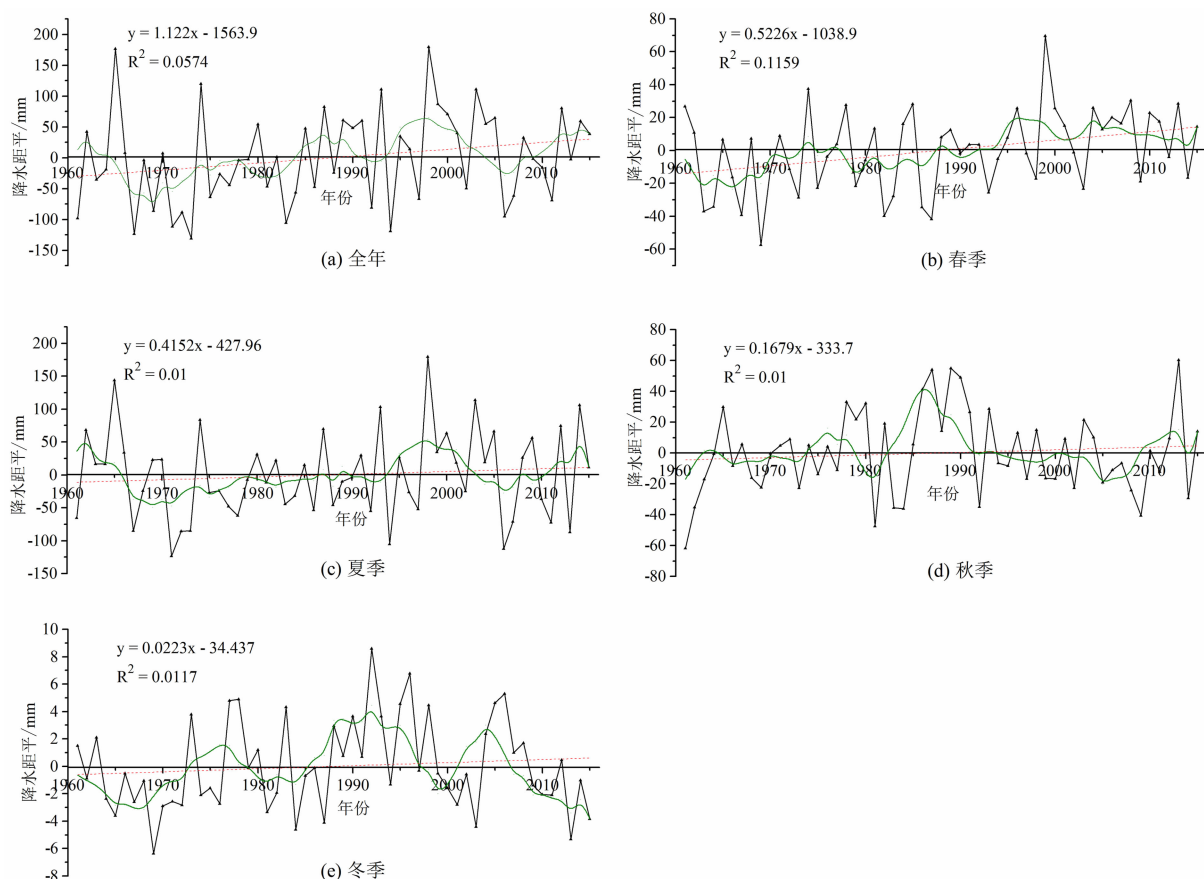 y = 1.122x - 1563.9
R² = 0.0574
降水距平/mm
200
150
100
50
0
-50
-100
-150
1960
1970
1980
1990
2000
2010
年份
(a) 全年
y = 0.5226x - 1038.9
R² = 0.1159
降水距平/mm
80
60
40
20
0
-20
-40
-60
1960
1970
1980
1990
2000
2010
年份
(b) 春季
y = 0.4152x - 427.96
R² = 0.01
降水距平/mm
200
150
100
50
0
-50
-100
-150
1960
1970
1980
1990
2000
2010
年份
(c) 夏季
y = 0.1679x - 333.7
R² = 0.01
降水距平/mm
80
60
40
20
0
-20
-40
-60
-80
1960
1970
1980
1990
2000
2010
年份
(d) 秋季
y = 0.0223x - 34.437
R² = 0.0117
降水距平/mm
10
8
6
4
2
0
-2
-4
-6
-8
1960
1970
1980
1990
2000
2010
年份
(e) 冬季